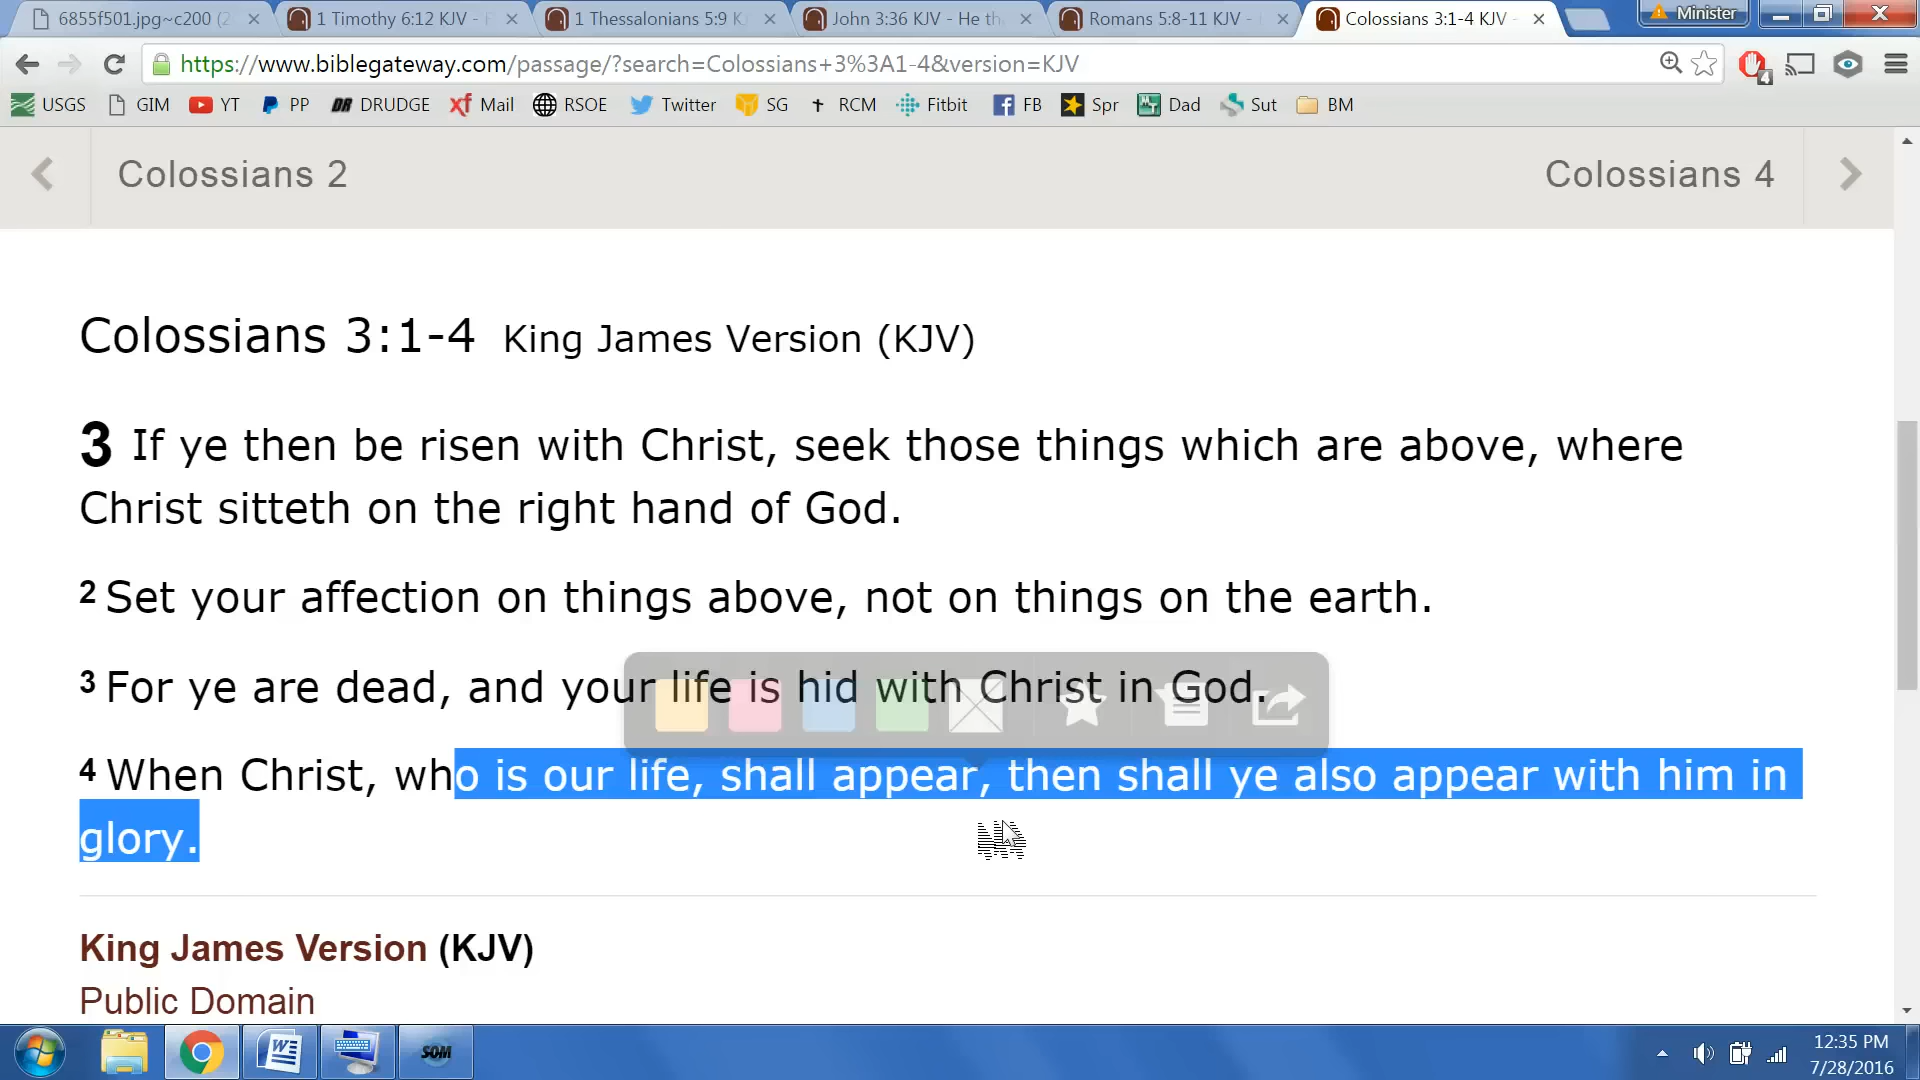 6855f501.jpg~c200 (2
1 Timothy 6:12 KJV - F
1 Thessalonians 5:9 KJ
John 3:36 KJV - He th
Romans 5:8-11 KJV -
Colossians 3:1-4 KJV -
Minister
https://www.biblegateway.com/passage/?search=Colossians+3%3A1-4&version=KJV
4
USGS GIM YT PP DRUDGE Mail RSOE Twitter SG RCM Fitbit FB Spr Dad Sut BM
Colossians 2
Colossians 4
Colossians 3:1-4 King James Version (KJV)
3 If ye then be risen with Christ, seek those things which are above, where
Christ sitteth on the right hand of God.
2 Set your affection on things above, not on things on the earth.
3 For ye are dead, and your life is hid with Christ in God.
4 When Christ, who is our life, shall appear, then shall ye also appear with him in
glory.
King James Version (KJV)
Public Domain
SOM
12:35 PM
7/28/2016